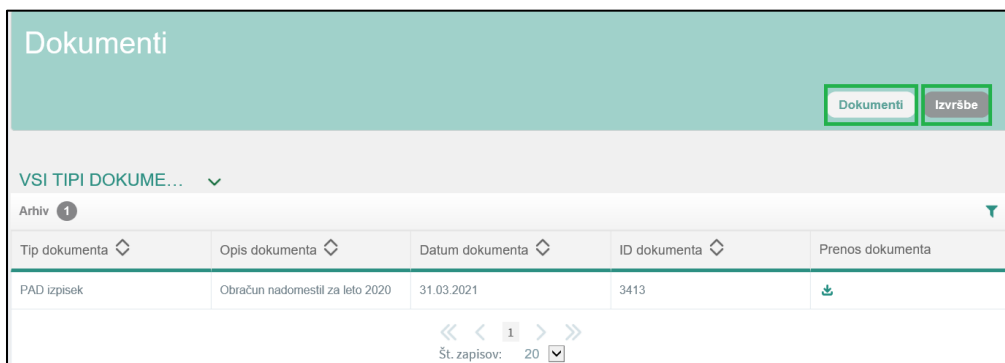 Dokumenti
Dokumenti Izvršbe
VSI TIPI DOKUME...
Arhiv 1
Tip dokumenta Opis dokumenta Datum dokumenta ID dokumenta Prenos dokumenta
PAD izpisek Obračun nadomestil za leto 2020 31.03.2021 3413
1
Št. zapisov: 20